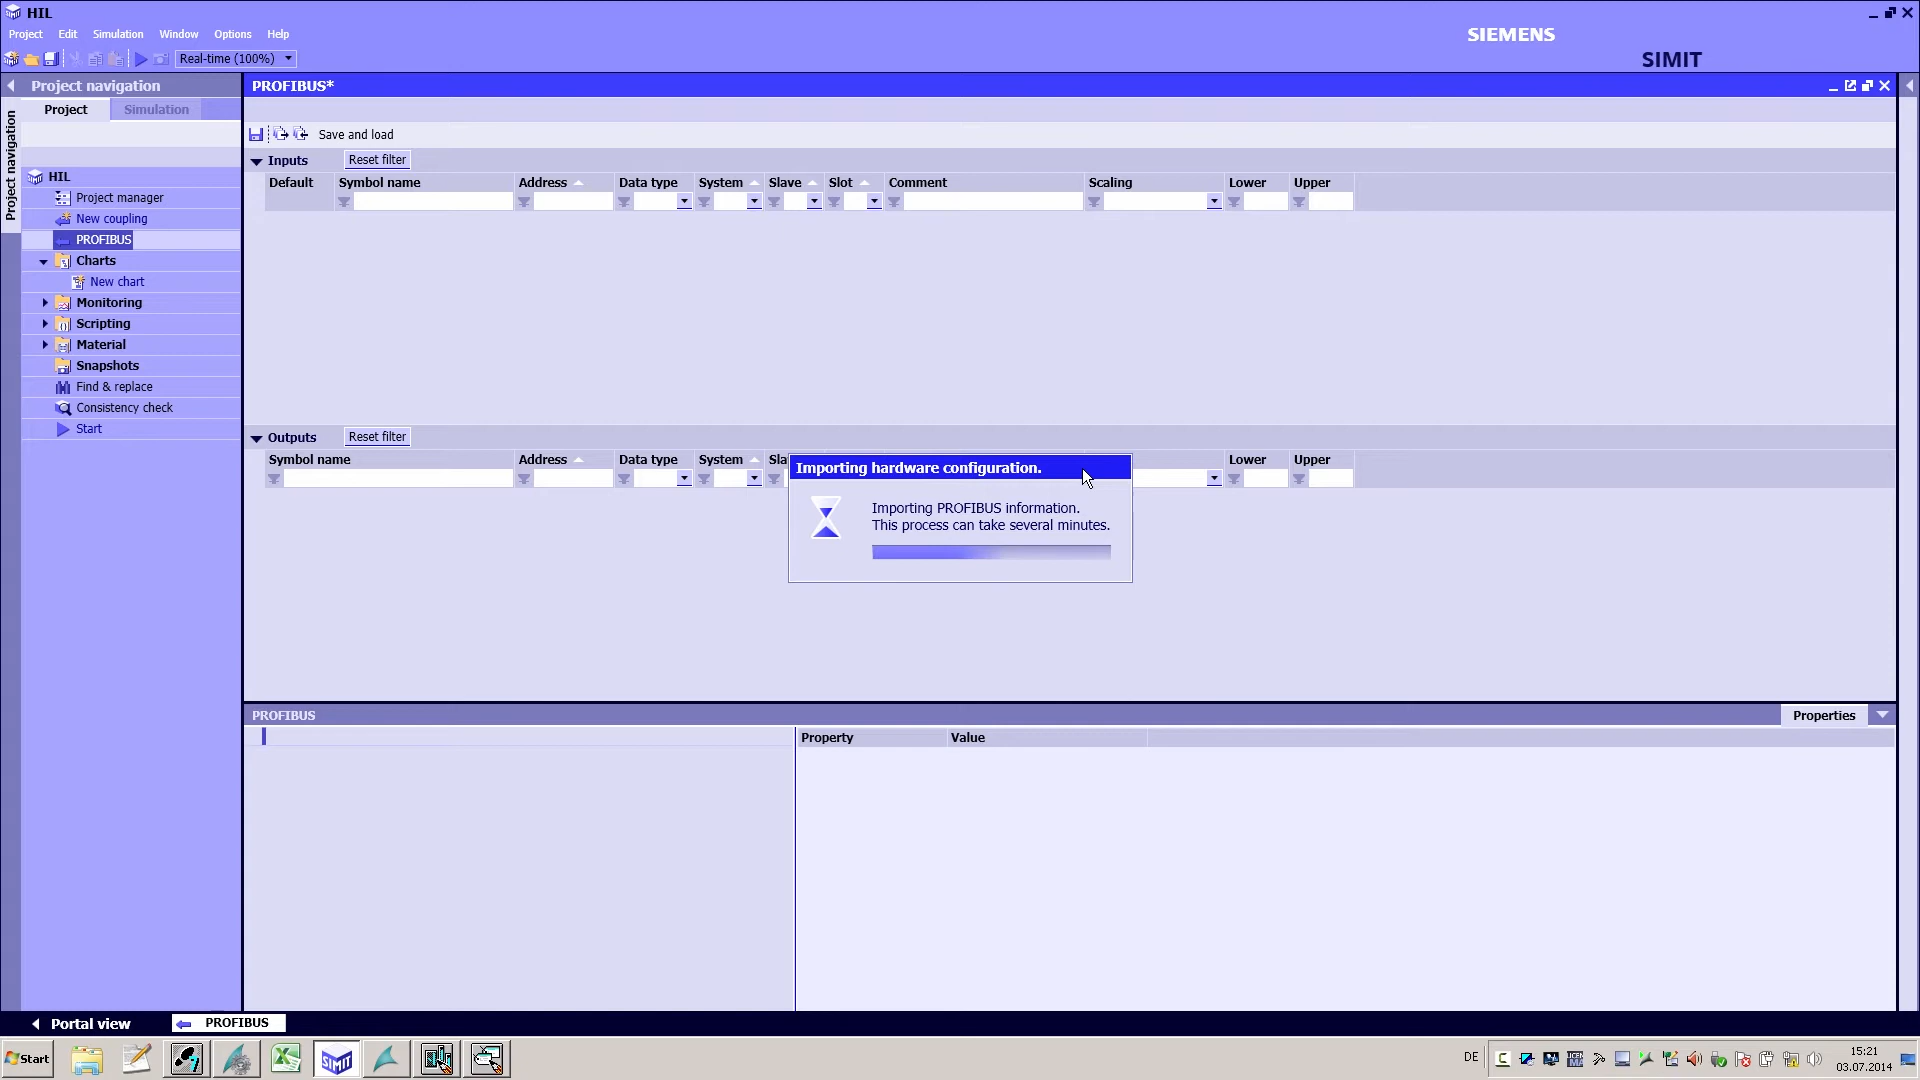 HIL
Project Edit Simulation Window Options Help
SIEMENS
Real-time (100%)
SIMIT
Project navigation
Project Simulation
Project navigation
HIL
Project manager
New coupling
PROFIBUS
Charts
New chart
Monitoring
Scripting
Material
Snapshots
Find & replace
Consistency check
Start
PROFIBUS*
Save and load
Inputs Reset filter
Default Symbol name Address Data type System Slave Slot Comment Scaling Lower Upper
Outputs Reset filter
Symbol name Address Data type System Sla Lower Upper
Importing hardware configuration.
Importing PROFIBUS information.
This process can take several minutes.
PROFIBUS Properties
Property Value
Portal view PROFIBUS
Start
SIMIT
DE
15:21
03.07.2014